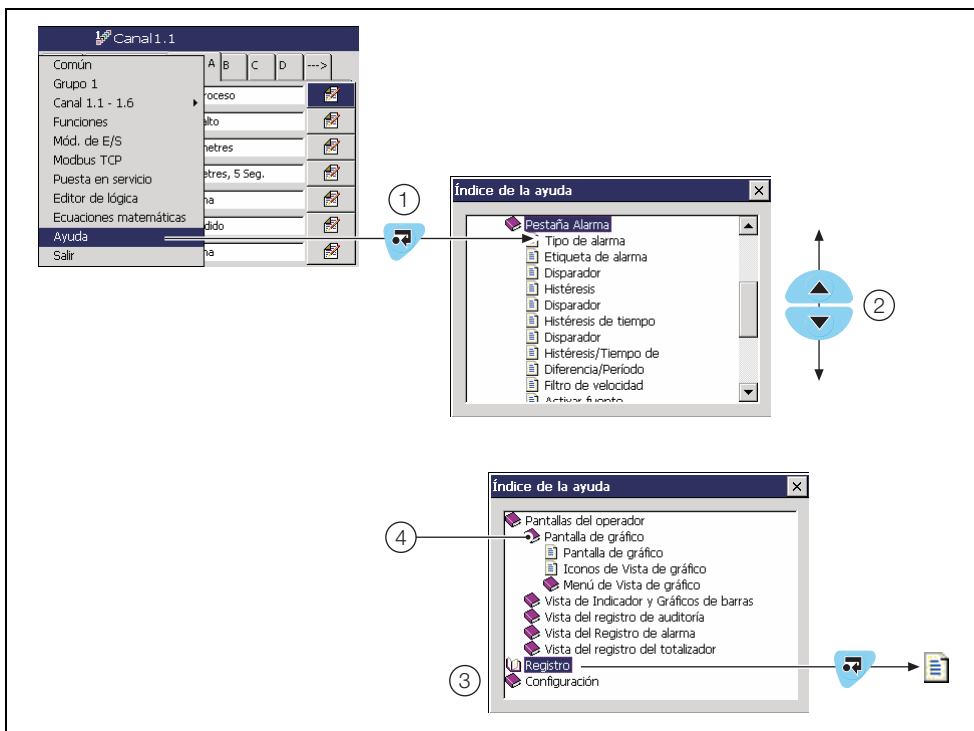 Canal1.1
Común
Grupo 1
Canal 1.1 - 1.6
Funciones
Mód. de E/S
Modbus TCP
Puesta en servicio
Editor de lógica
Ecuaciones matemáticas
Ayuda
Salir
A B C D --->
roceso
alto
netres
etres, 5 Seg.
na
dido
na
1
Índice de la ayuda
Pestaña Alarma
Tipo de alarma
Etiqueta de alarma
Disparador
Histéresis
Disparador
Histéresis de tiempo
Disparador
Histéresis/Tiempo de
Diferencia/Período
Filtro de velocidad
Activar fuente
2
Índice de la ayuda
Pantallas del operador
Pantalla de gráfico
Pantalla de gráfico
Iconos de Vista de gráfico
Menú de Vista de gráfico
Vista de Indicador y Gráficos de barras
Vista del registro de auditoría
Vista del Registro de alarma
Vista del registro del totalizador
Registro
Configuración
4
3